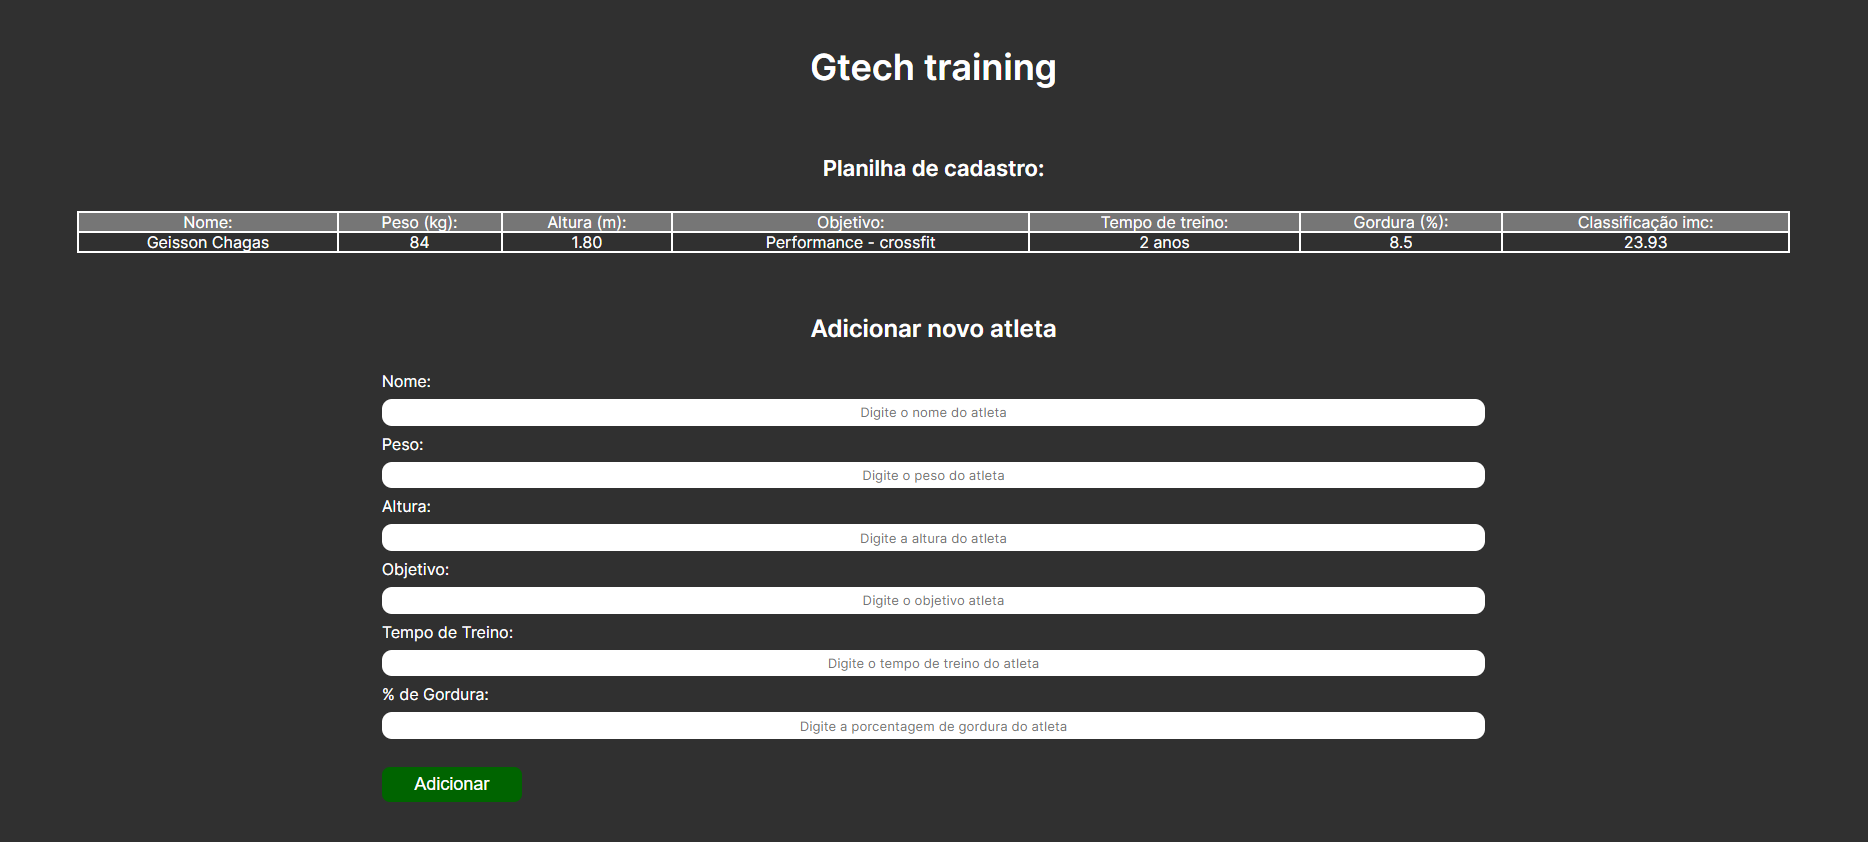 Gtech training
Planilha de cadastro:
Nome: Peso (kg): Altura (m): Objetivo: Tempo de treino: Gordura (%): Classificação imc:
Geisson Chagas 84 1.80 Performance - crossfit 2 anos 8.5 23.93
Adicionar novo atleta
Nome:
Digite o nome do atleta
Peso:
Digite o peso do atleta
Altura:
Digite a altura do atleta
Objetivo:
Digite o objetivo atleta
Tempo de Treino:
Digite o tempo de treino do atleta
% de Gordura:
Digite a porcentagem de gordura do atleta
Adicionar